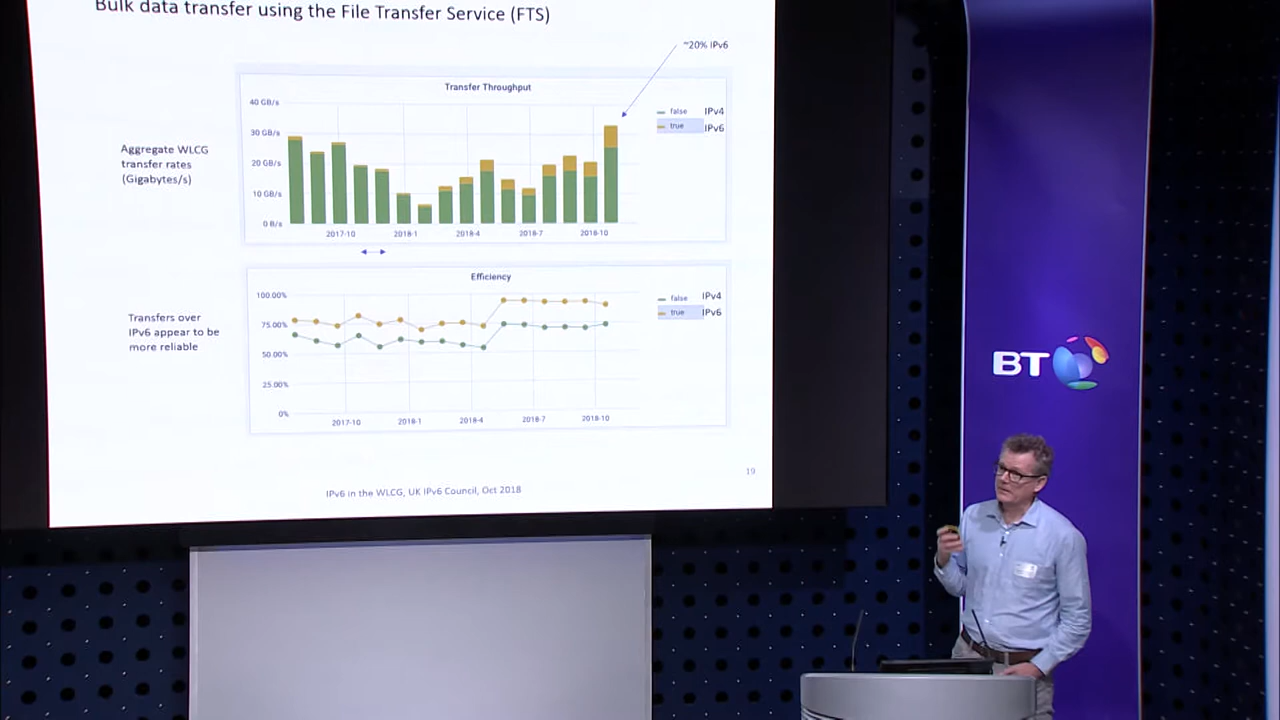 Bulk data transfer using the File Transfer Service (FTS)
~20% IPv6
Transfer Throughput
40 GB/s
30 GB/s
20 GB/s
10 GB/s
0 B/s
2017-10
2018-1
2018-4
2018-7
2018-10
false IPv4
true IPv6
Aggregate WLCG
transfer rates
(Gigabytes/s)
Efficiency
100.00%
75.00%
50.00%
25.00%
0%
2017-10
2018-1
2018-4
2018-7
2018-10
false IPv4
true IPv6
Transfers over
IPv6 appear to be
more reliable
19
IPv6 in the WLCG, UK IPv6 Council, Oct 2018
BT